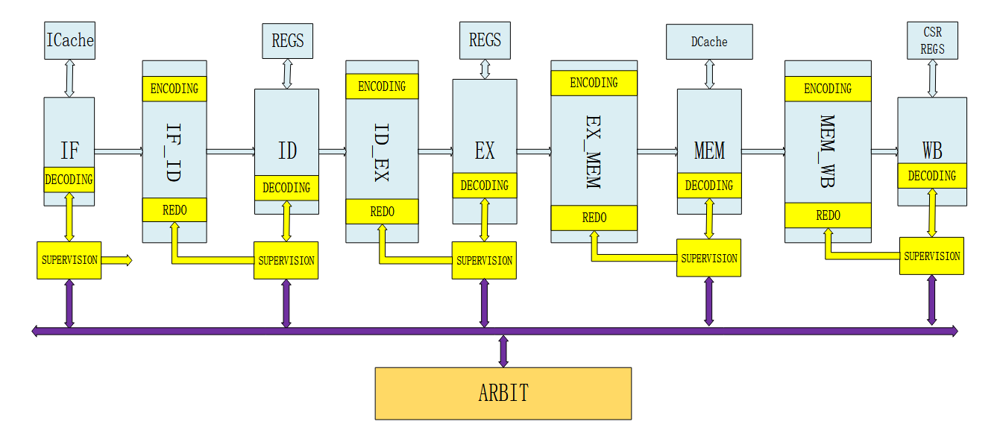 ICache
REGS
REGS
DCache
CSR
REGS
ENCODING
ENCODING
ENCODING
ENCODING
IF
IF_ID
ID
ID_EX
EX
EX_MEM
MEM
MEM_WB
WB
DECODING
DECODING
DECODING
DECODING
DECODING
REDO
REDO
REDO
REDO
SUPERVISION
SUPERVISION
SUPERVISION
SUPERVISION
SUPERVISION
ARBIT